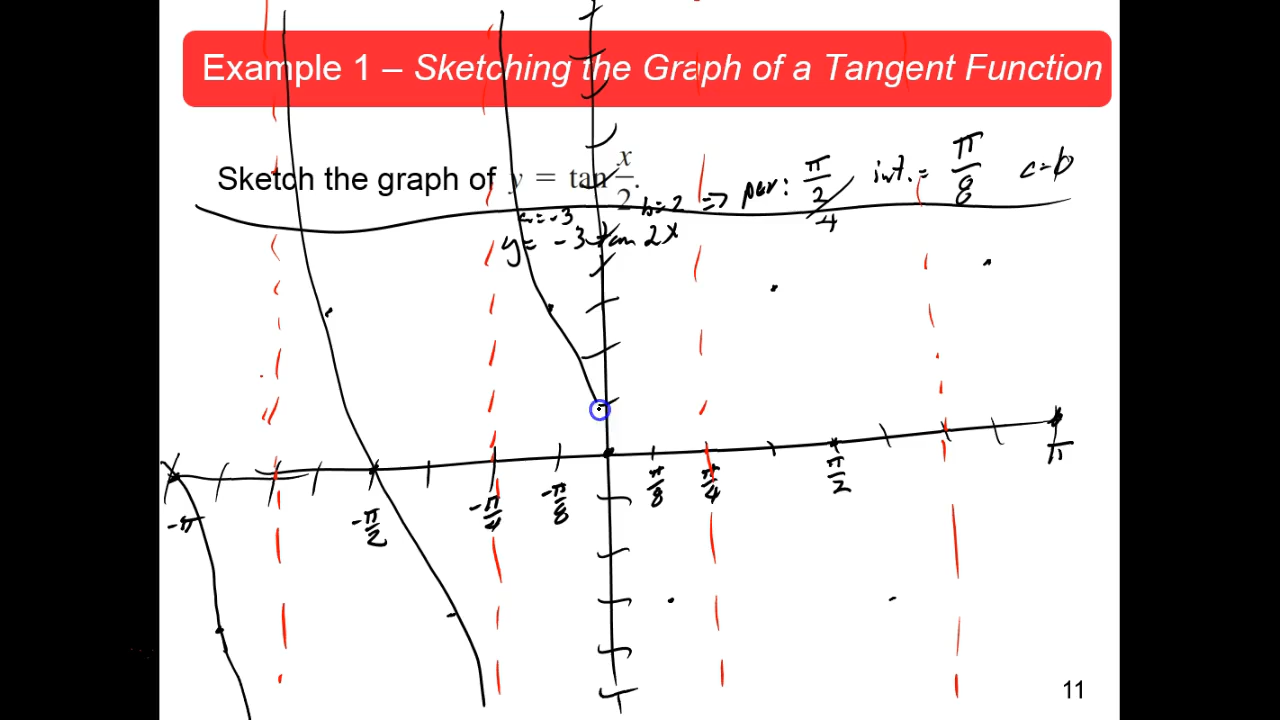 Example 1 – Sketching the Graph of a Tangent Function
Sketch the graph of y = tan x/2.
a=-3 b=2 => per: π/2/4 int.= π/8 c=0
y= -3 tan 2x
-π -π/2 -π/4 -π/8 π/8 π/4 π/2 π
11